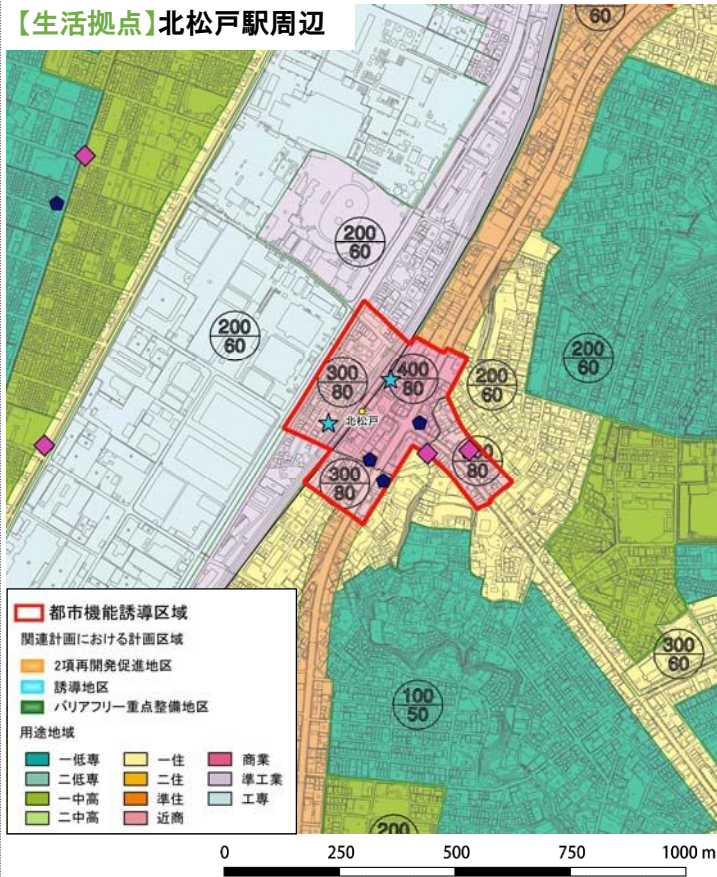 【生活拠点】北松戸駅周辺
60
200
60
200
60
300
80
400
80
200
60
200
60
北松戸
80
300
80
300
60
100
50
200
都市機能誘導区域
関連計画における計画区域
2項再開発促進地区
誘導地区
バリアフリー重点整備地区
用途地域
一低専 一住 商業
二低専 二住 準工業
一中高 準住 工専
二中高 近商
0 250 500 750 1000 m